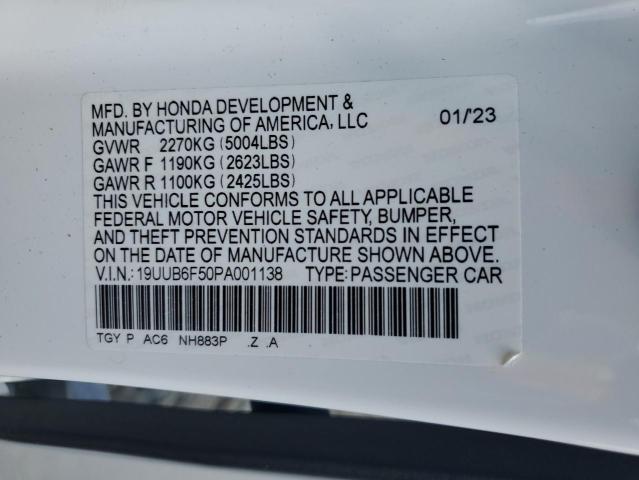 MFD. BY HONDA DEVELOPMENT &
MANUFACTURING OF AMERICA, LLC 01/'23
GVWR 2270KG (5004LBS)
GAWR F 1190KG (2623LBS)
GAWR R 1100KG (2425LBS)
THIS VEHICLE CONFORMS TO ALL APPLICABLE
FEDERAL MOTOR VEHICLE SAFETY, BUMPER,
AND THEFT PREVENTION STANDARDS IN EFFECT
ON THE DATE OF MANUFACTURE SHOWN ABOVE.
V.I.N.: 19UUB6F50PA001138 TYPE: PASSENGER CAR
TGY P AC6 NH883P .Z .A